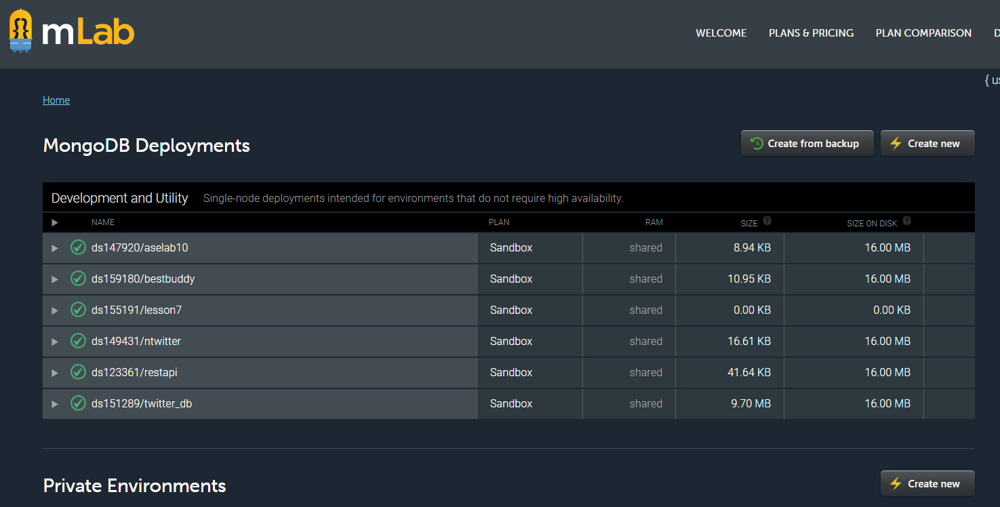 mLab
WELCOME PLANS & PRICING PLAN COMPARISON D
{ us
Home
MongoDB Deployments Create from backup Create new
Development and Utility Single-node deployments intended for environments that do not require high availability.
NAME PLAN RAM SIZE ? SIZE ON DISK ?
ds147920/aselab10 Sandbox shared 8.94 KB 16.00 MB
ds159180/bestbuddy Sandbox shared 10.95 KB 16.00 MB
ds155191/lesson7 Sandbox shared 0.00 KB 0.00 KB
ds149431/ntwitter Sandbox shared 16.61 KB 16.00 MB
ds123361/restapi Sandbox shared 41.64 KB 16.00 MB
ds151289/twitter_db Sandbox shared 9.70 MB 16.00 MB
Private Environments Create new